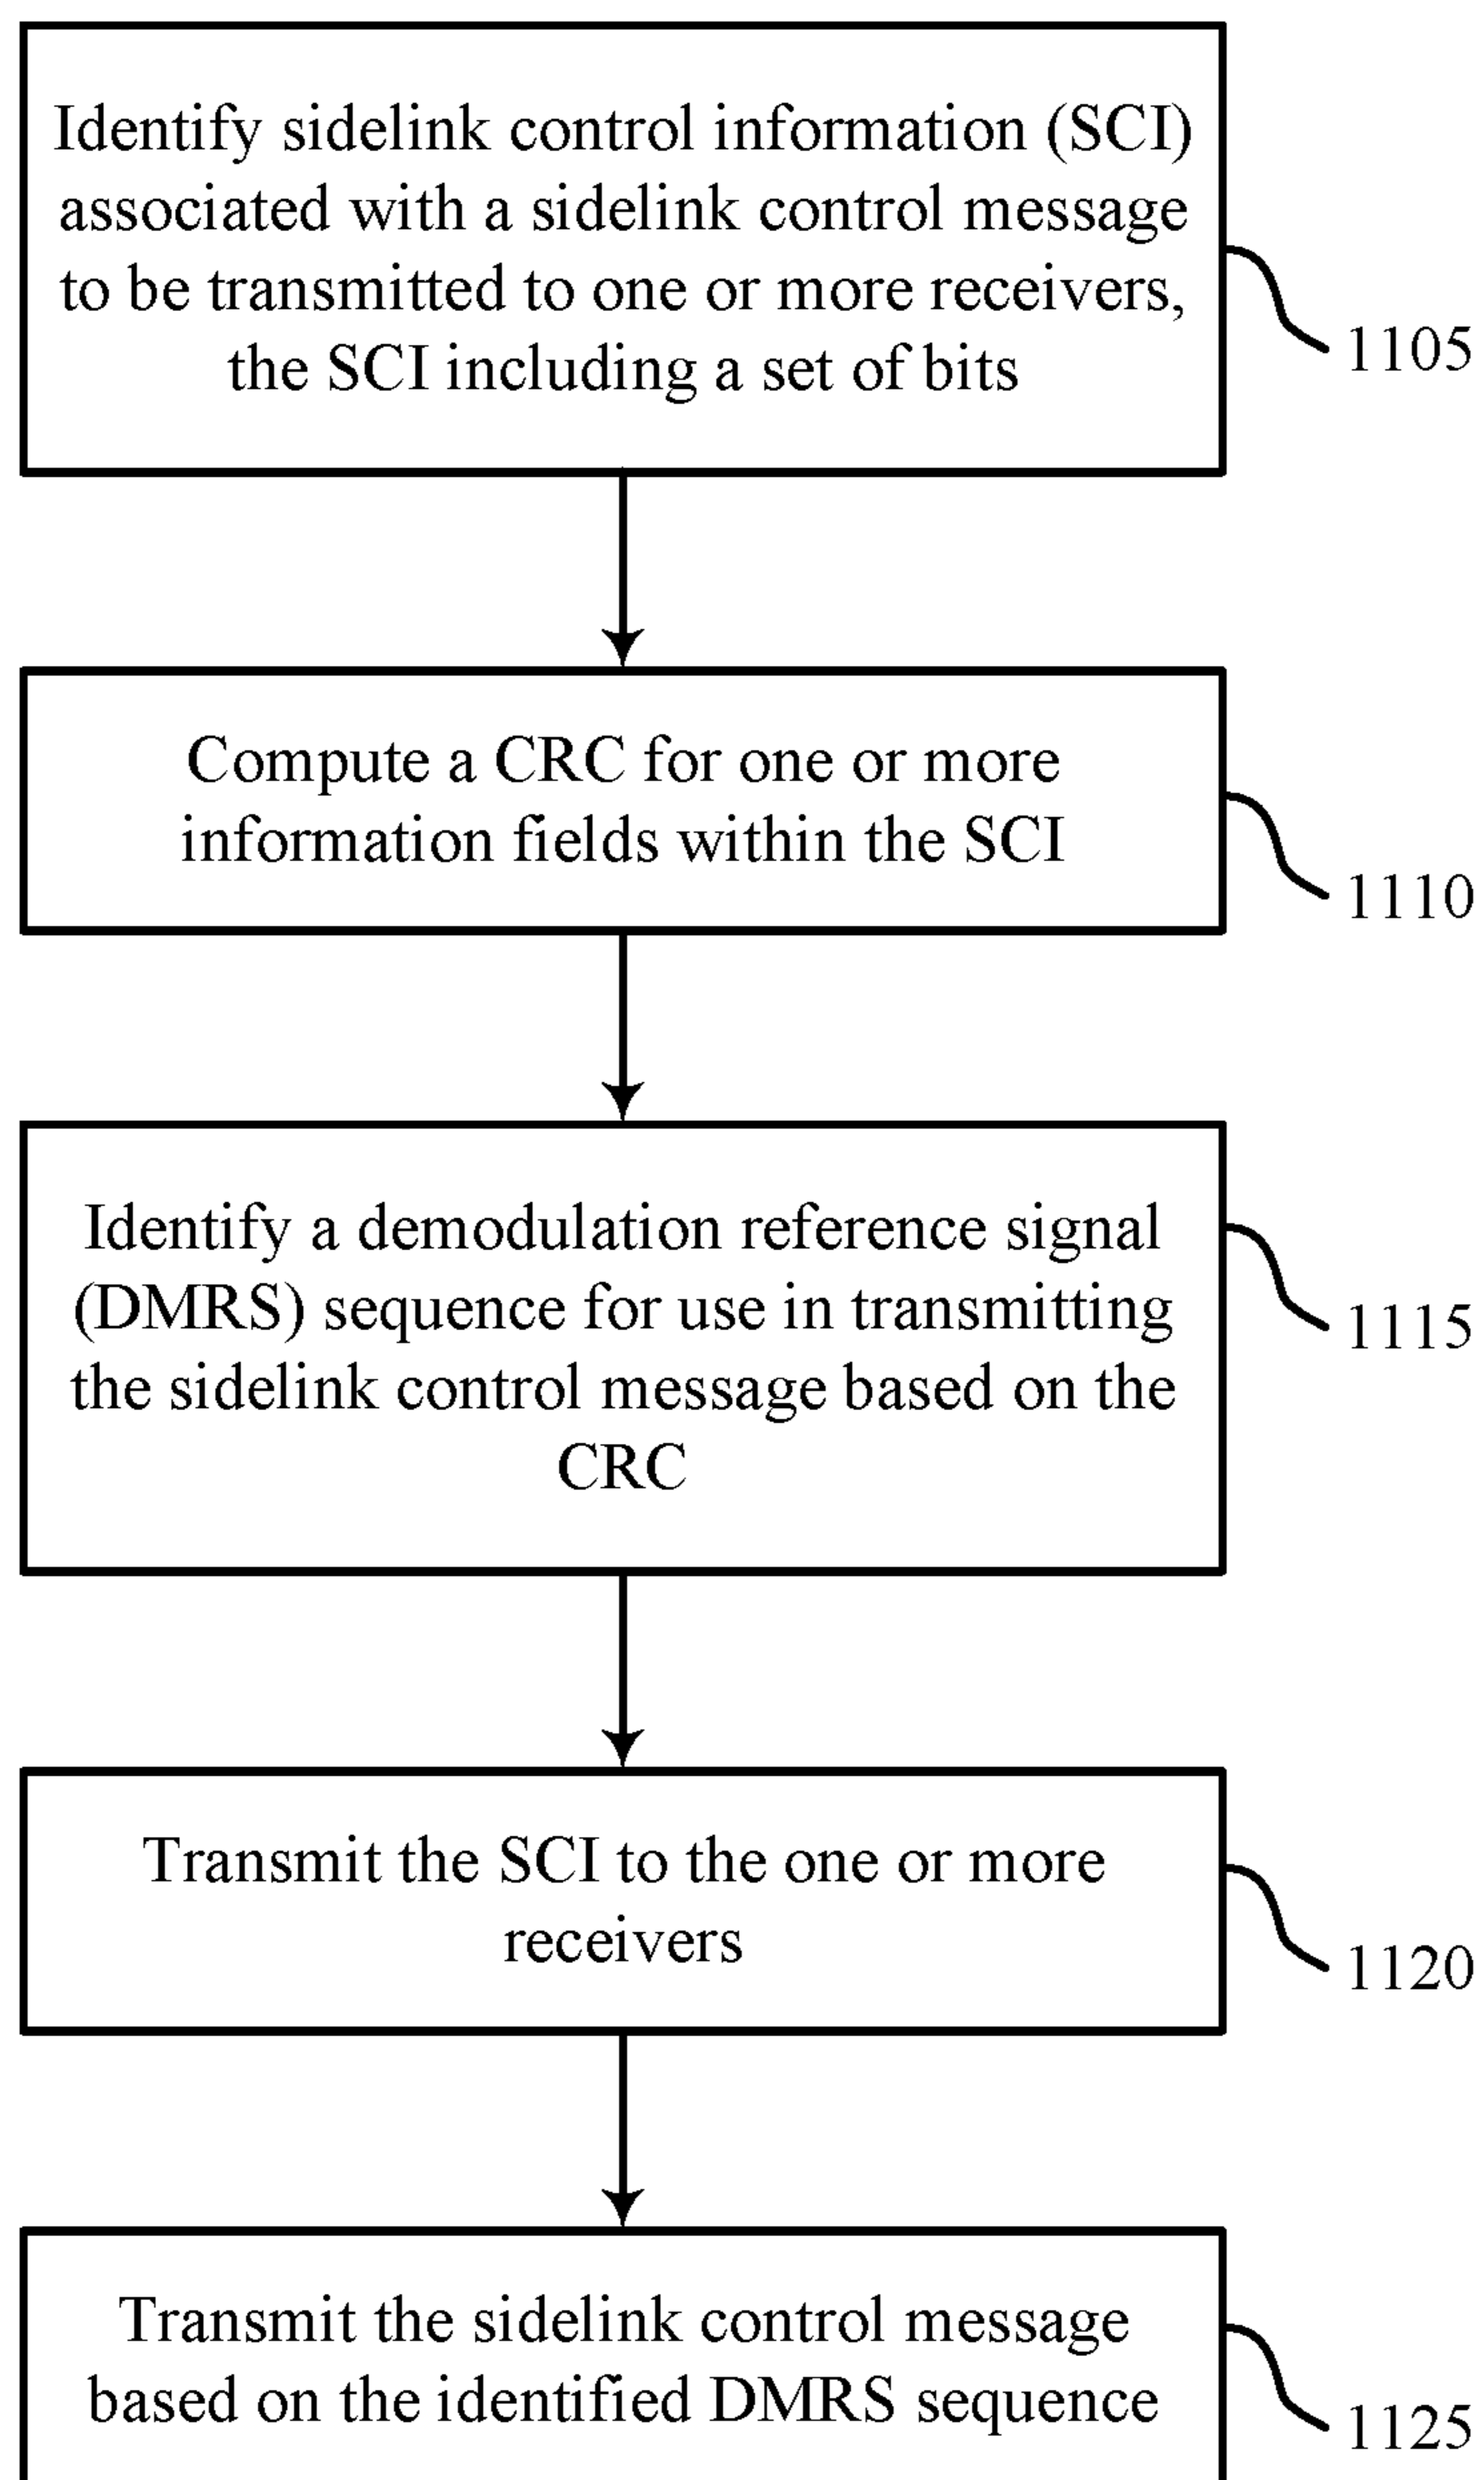 Identify sidelink control information (SCI)
associated with a sidelink control message
to be transmitted to one or more receivers,
the SCI including a set of bits
1105
Compute a CRC for one or more
information fields within the SCI
1110
Identify a demodulation reference signal
(DMRS) sequence for use in transmitting
the sidelink control message based on the
CRC
1115
Transmit the SCI to the one or more
receivers
1120
Transmit the sidelink control message
based on the identified DMRS sequence
1125